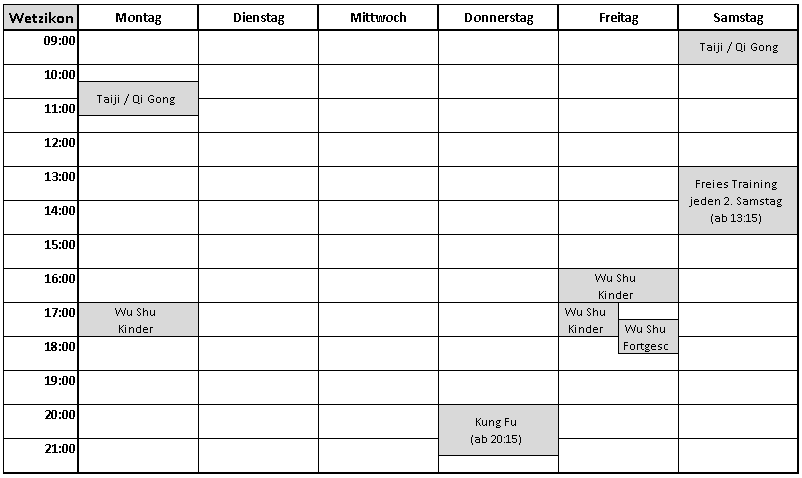 Wetzikon Montag Dienstag Mittwoch Donnerstag Freitag Samstag
09:00 Taiji / Qi Gong
10:00
Taiji / Qi Gong
11:00
12:00
13:00 Freies Training
jeden 2. Samstag
14:00 (ab 13:15)
15:00
16:00 Wu Shu
Kinder
17:00 Wu Shu Wu Shu
Kinder Kinder Wu Shu
18:00 Fortgesc
19:00
20:00 Kung Fu
(ab 20:15)
21:00